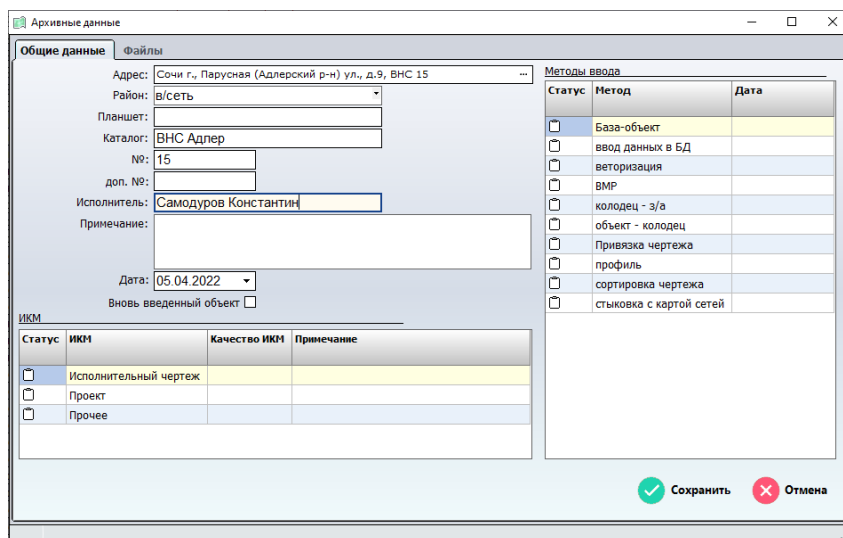 Архивные данные
Общие данные Файлы
Адрес: Сочи г., Парусная (Адлерский р-н) ул., д.9, ВНС 15 ...
Район: в/сеть
Планшет:
Каталог: ВНС Адлер
№: 15
доп. №:
Исполнитель: Самодуров Константин
Примечание:
Дата: 05.04.2022
Вновь введенный объект
ИКМ
Статус ИКМ Качество ИКМ Примечание
Исполнительный чертеж
Проект
Прочее
Методы ввода
Статус Метод Дата
База-объект
ввод данных в БД
веторизация
ВМР
колодец - з/а
объект - колодец
Привязка чертежа
профиль
сортировка чертежа
стыковка с картой сетей
Сохранить Отмена